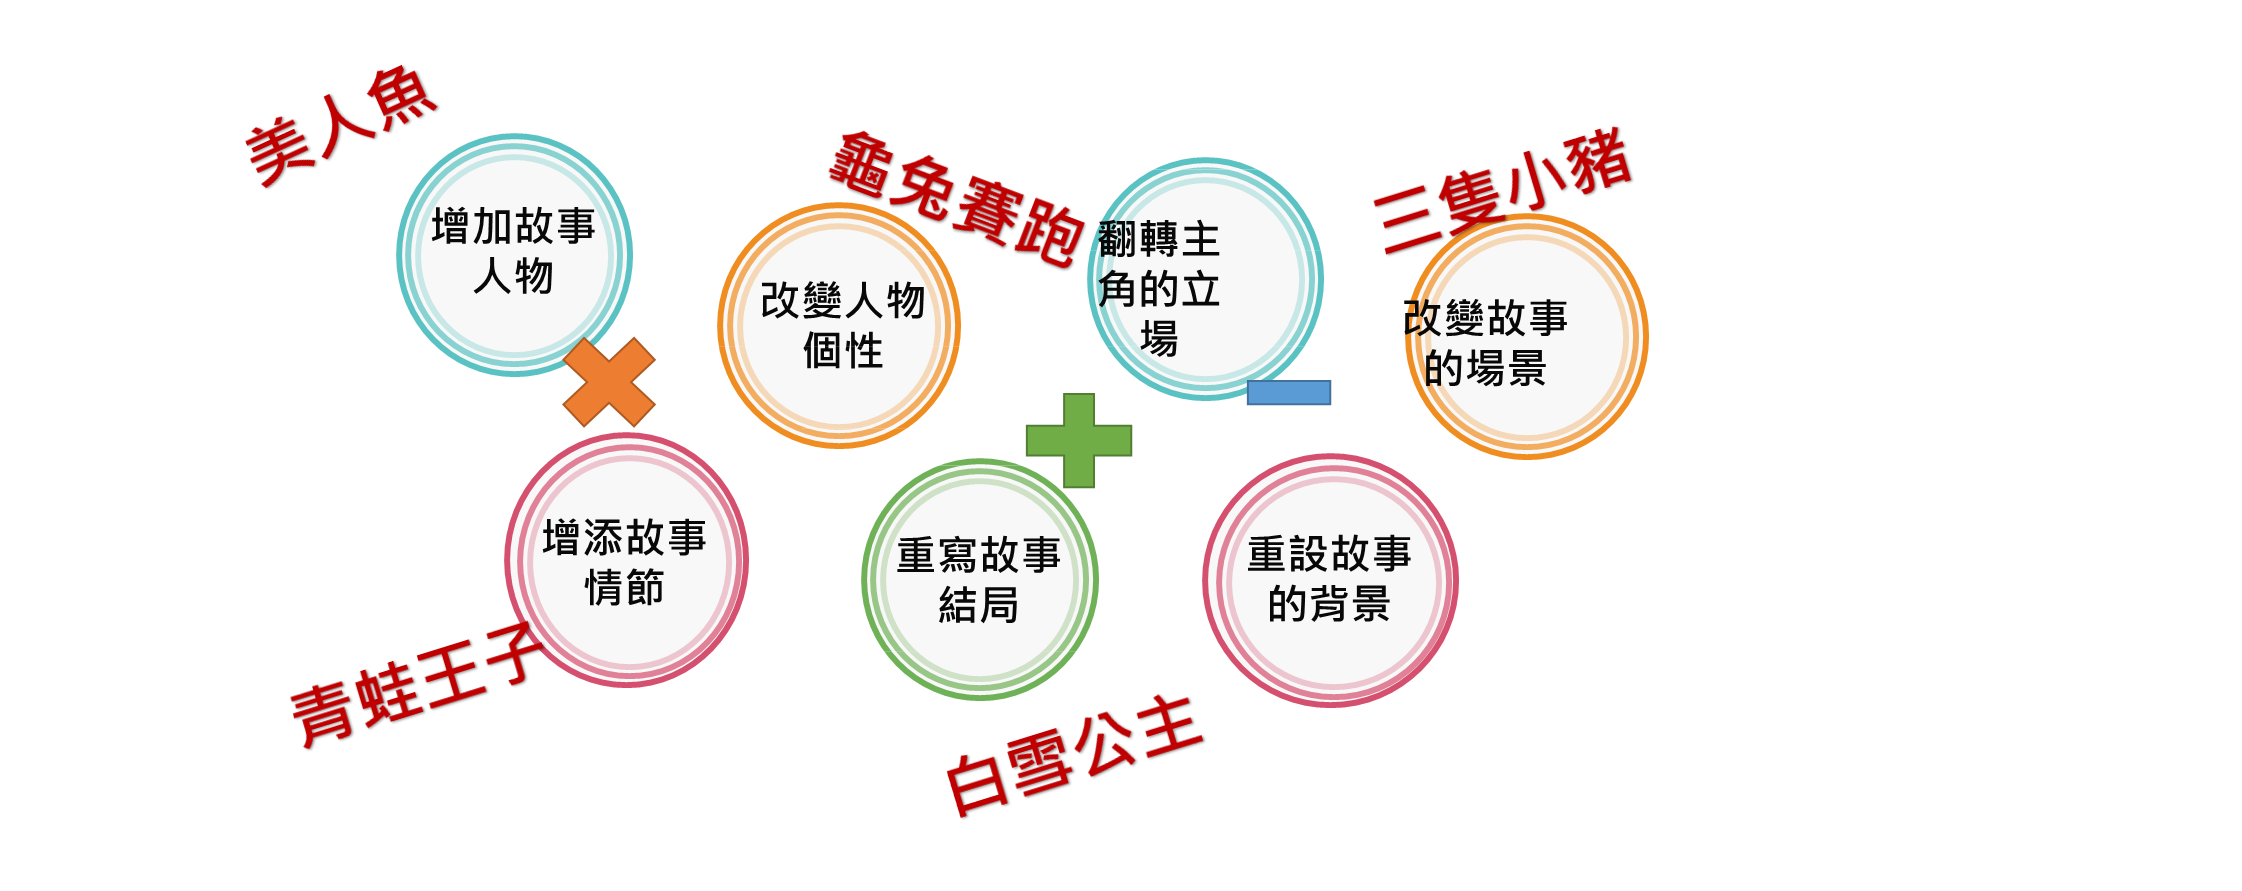 美人魚
增加故事
人物
改變人物
個性
龜兔賽跑
翻轉主
角的立
場
三隻小豬
改變故事
的場景
增添故事
情節
青蛙王子
重寫故事
結局
白雪公主
重設故事
的背景